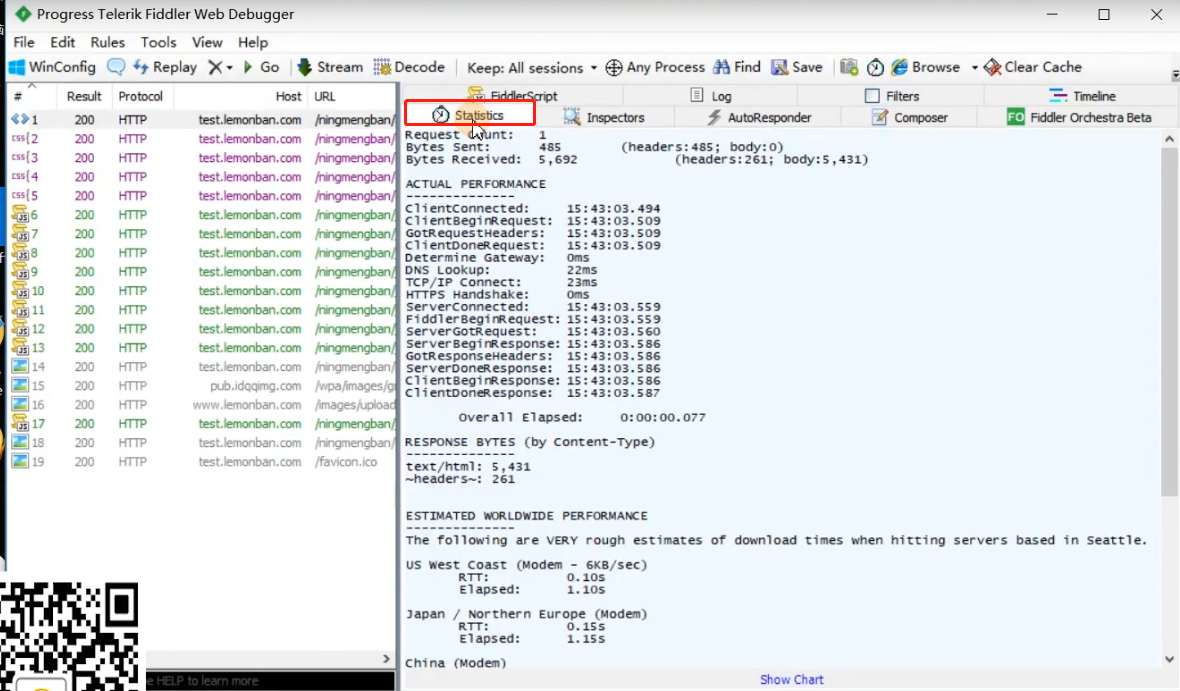 Progress Telerik Fiddler Web Debugger
File Edit Rules Tools View Help
WinConfig Replay Go Stream Decode Keep: All sessions Any Process Find Save Browse Clear Cache
# Result Protocol Host URL
1 200 HTTP test.lemonban.com /ningmengban/
2 200 HTTP test.lemonban.com /ningmengban/
3 200 HTTP test.lemonban.com /ningmengban/
4 200 HTTP test.lemonban.com /ningmengban/
5 200 HTTP test.lemonban.com /ningmengban/
6 200 HTTP test.lemonban.com /ningmengban/
7 200 HTTP test.lemonban.com /ningmengban/
8 200 HTTP test.lemonban.com /ningmengban/
9 200 HTTP test.lemonban.com /ningmengban/
10 200 HTTP test.lemonban.com /ningmengban/
11 200 HTTP test.lemonban.com /ningmengban/
12 200 HTTP test.lemonban.com /ningmengban/
13 200 HTTP test.lemonban.com /ningmengban/
14 200 HTTP test.lemonban.com /ningmengban/
15 200 HTTP pub.idqqimg.com /wpa/images/g
16 200 HTTP www.lemonban.com /images/upload
17 200 HTTP test.lemonban.com /ningmengban/
18 200 HTTP test.lemonban.com /ningmengban/
19 200 HTTP test.lemonban.com /favicon.ico
HELP to learn more
FiddlerScript Log Filters Timeline
Statistics Inspectors AutoResponder Composer FO Fiddler Orchestra Beta
Request Count: 1
Bytes Sent: 485 (headers:485; body:0)
Bytes Received: 5,692 (headers:261; body:5,431)
ACTUAL PERFORMANCE
--------------
ClientConnected: 15:43:03.494
ClientBeginRequest: 15:43:03.509
GotRequestHeaders: 15:43:03.509
ClientDoneRequest: 15:43:03.509
Determine Gateway: 0ms
DNS Lookup: 22ms
TCP/IP Connect: 23ms
HTTPS Handshake: 0ms
ServerConnected: 15:43:03.559
FiddlerBeginRequest: 15:43:03.559
ServerGotRequest: 15:43:03.560
ServerBeginResponse: 15:43:03.586
GotResponseHeaders: 15:43:03.586
ServerDoneResponse: 15:43:03.586
ClientBeginResponse: 15:43:03.586
ClientDoneResponse: 15:43:03.587
Overall Elapsed: 0:00:00.077
RESPONSE BYTES (by Content-Type)
--------------
text/html: 5,431
~headers~: 261
ESTIMATED WORLDWIDE PERFORMANCE
--------------
The following are VERY rough estimates of download times when hitting servers based in Seattle.
US West Coast (Modem - 6KB/sec)
RTT: 0.10s
Elapsed: 1.10s
Japan / Northern Europe (Modem)
RTT: 0.15s
Elapsed: 1.15s
China (Modem)
Show Chart